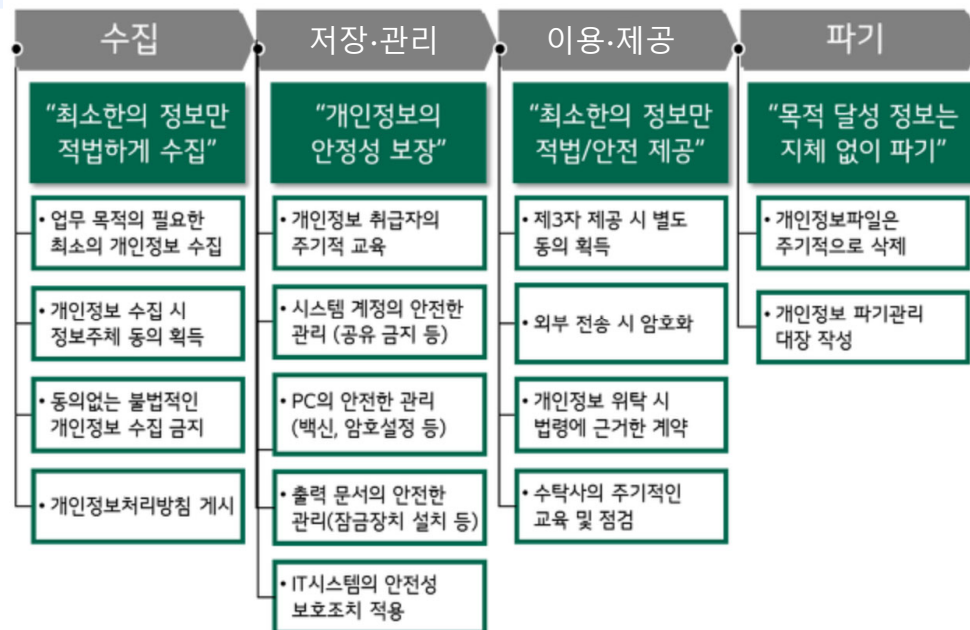 수집
"최소한의 정보만
적법하게 수집"
• 업무 목적의 필요한
최소의 개인정보 수집
• 개인정보 수집 시
정보주체 동의 획득
• 동의없는 불법적인
개인정보 수집 금지
• 개인정보처리방침 게시
저장·관리
"개인정보의
안정성 보장"
• 개인정보 취급자의
주기적 교육
• 시스템 계정의 안전한
관리 (공유 금지 등)
• PC의 안전한 관리
(백신, 암호설정 등)
• 출력 문서의 안전한
관리(잠금장치 설치 등)
• IT시스템의 안전성
보호조치 적용
이용·제공
"최소한의 정보만
적법/안전 제공"
• 제3자 제공 시 별도
동의 획득
• 외부 전송 시 암호화
• 개인정보 위탁 시
법령에 근거한 계약
• 수탁사의 주기적인
교육 및 점검
파기
"목적 달성 정보는
지체 없이 파기"
• 개인정보파일은
주기적으로 삭제
• 개인정보 파기관리
대장 작성